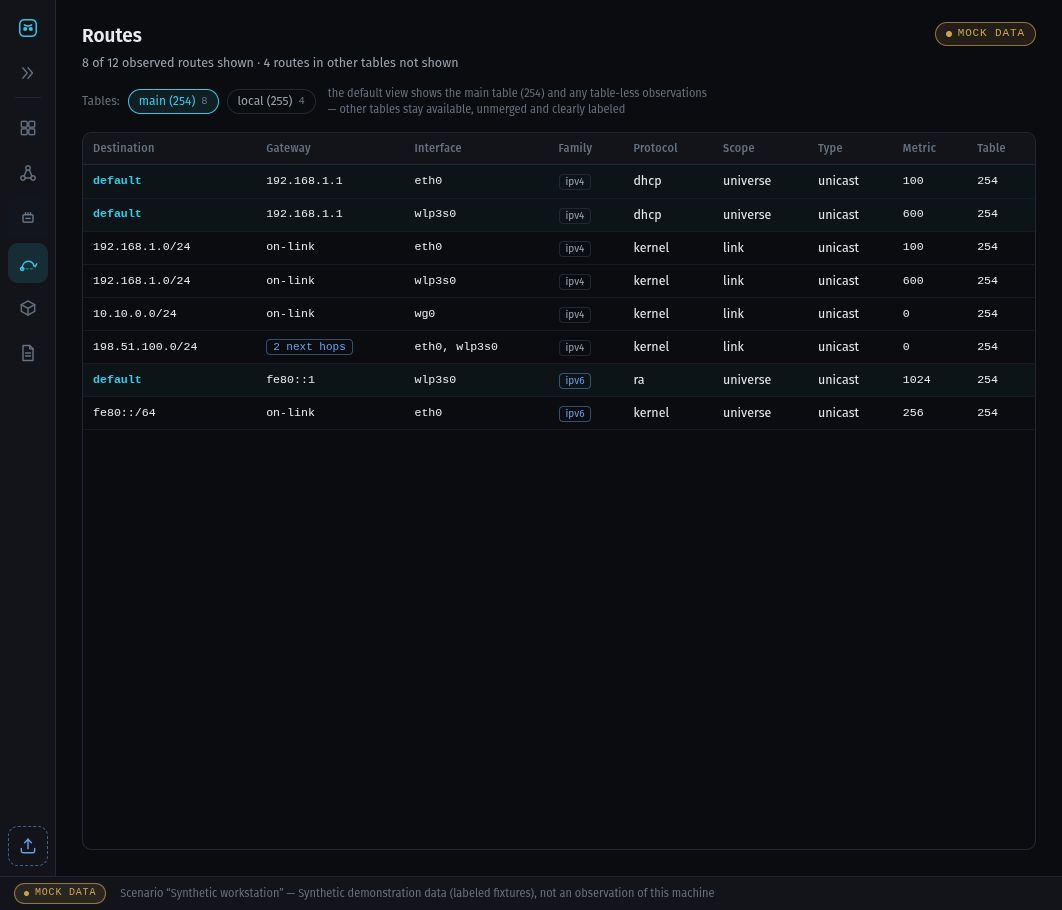 Routes
MOCK DATA
8 of 12 observed routes shown · 4 routes in other tables not shown
Tables: main (254) 8 local (255) 4 the default view shows the main table (254) and any table-less observations
— other tables stay available, unmerged and clearly labeled
Destination Gateway Interface Family Protocol Scope Type Metric Table
default 192.168.1.1 eth0 ipv4 dhcp universe unicast 100 254
default 192.168.1.1 wlp3s0 ipv4 dhcp universe unicast 600 254
192.168.1.0/24 on-link eth0 ipv4 kernel link unicast 100 254
192.168.1.0/24 on-link wlp3s0 ipv4 kernel link unicast 600 254
10.10.0.0/24 on-link wg0 ipv4 kernel link unicast 0 254
198.51.100.0/24 2 next hops eth0, wlp3s0 ipv4 kernel link unicast 0 254
default fe80::1 wlp3s0 ipv6 ra universe unicast 1024 254
fe80::/64 on-link eth0 ipv6 kernel universe unicast 256 254
MOCK DATA Scenario “Synthetic workstation” — Synthetic demonstration data (labeled fixtures), not an observation of this machine